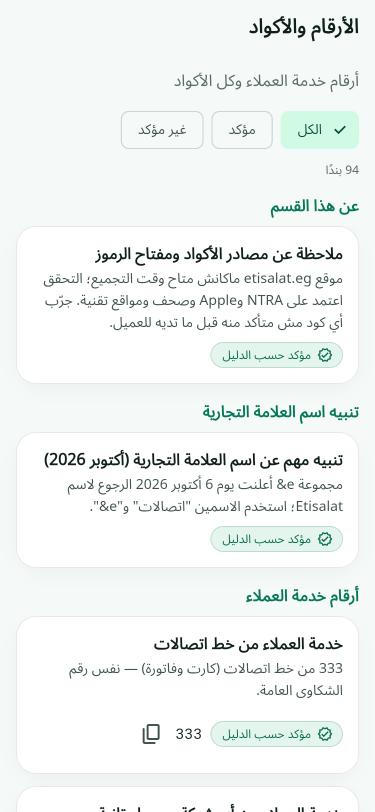 الأرقام والأكواد
أرقام خدمة العملاء وكل الأكواد
الكل
مؤكد
غير مؤكد
94 بندًا
عن هذا القسم
ملاحظة عن مصادر الأكواد ومفتاح الرموز
موقع etisalat.eg ماكانش متاح وقت التجميع؛ التحقق
اعتمد على NTRA وApple وصحف ومواقع تقنية. جرّب
أي كود مش متأكد منه قبل ما تديه للعميل.
مؤكد حسب الدليل
تنبيه اسم العلامة التجارية
تنبيه مهم عن اسم العلامة التجارية (أكتوبر 2026)
مجموعة e& أعلنت يوم 6 أكتوبر 2026 الرجوع لاسم
Etisalat؛ استخدم الاسمين "اتصالات" و"e&".
مؤكد حسب الدليل
أرقام خدمة العملاء
خدمة العملاء من خط اتصالات
333 من خط اتصالات (كارت وفاتورة) — نفس رقم
الشكاوى العامة.
مؤكد حسب الدليل
333